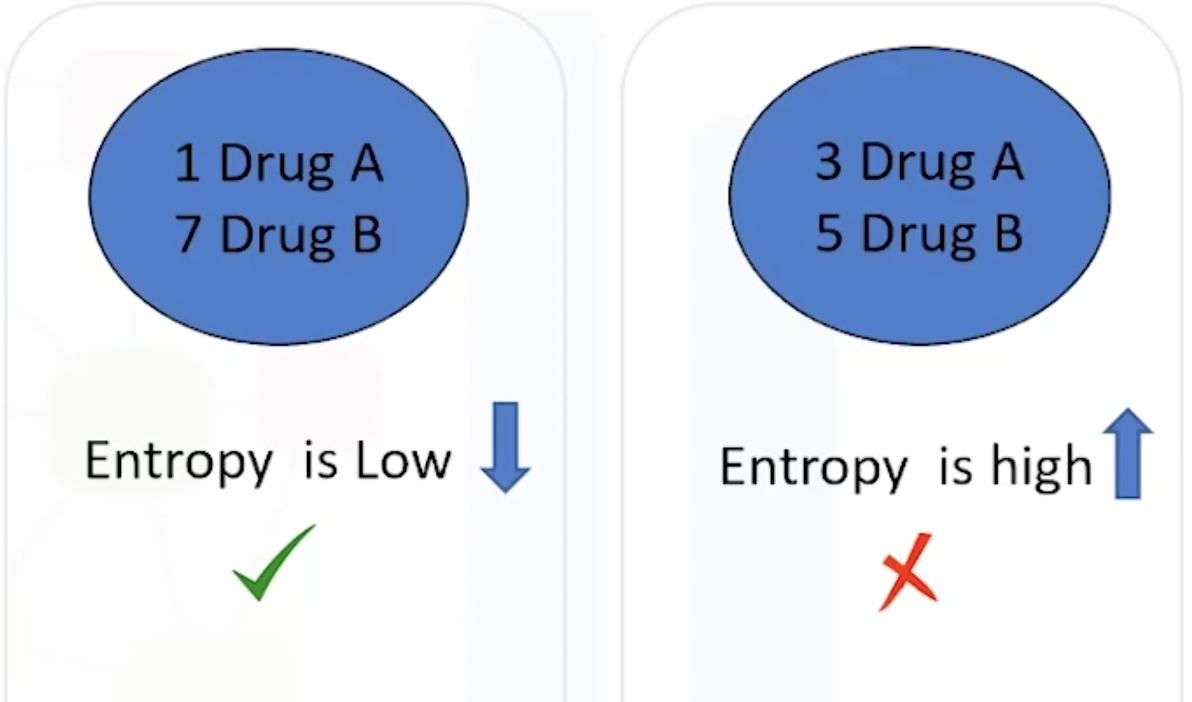 1 Drug A
7 Drug B
Entropy is Low
3 Drug A
5 Drug B
Entropy is high